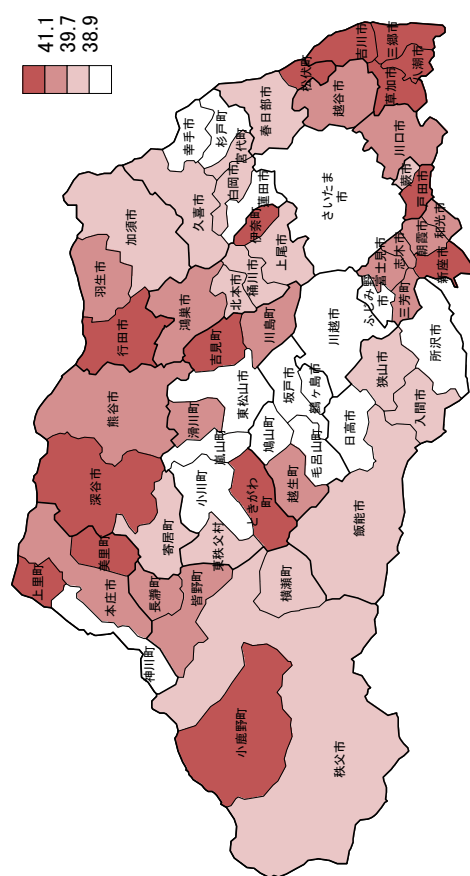 41.1
39.7
38.9
上里町
本庄市
美里町
神川町
深谷市
長瀞町
皆野町
寄居町
東秩父村
小鹿野町
秩父市
横瀬町
熊谷市
行田市
羽生市
加須市
鴻巣市
久喜市
幸手市
杉戸町
宮代町
白岡市
蓮田市
春日部市
松伏町
吉川市
三郷市
八潮市
草加市
越谷市
川口市
蕨市
戸田市
さいたま
市
伊奈町
上尾市
桶川市
北本市
吉見町
川島町
滑川町
嵐山町
小川町
ときがわ
町
東松山市
鳩山町
越生町
毛呂山町
坂戸市
鶴ヶ島市
川越市
日高市
飯能市
狭山市
入間市
所沢市
ふじみ野
市
富士見市
三芳町
志木市
朝霞市
和光市
新座市